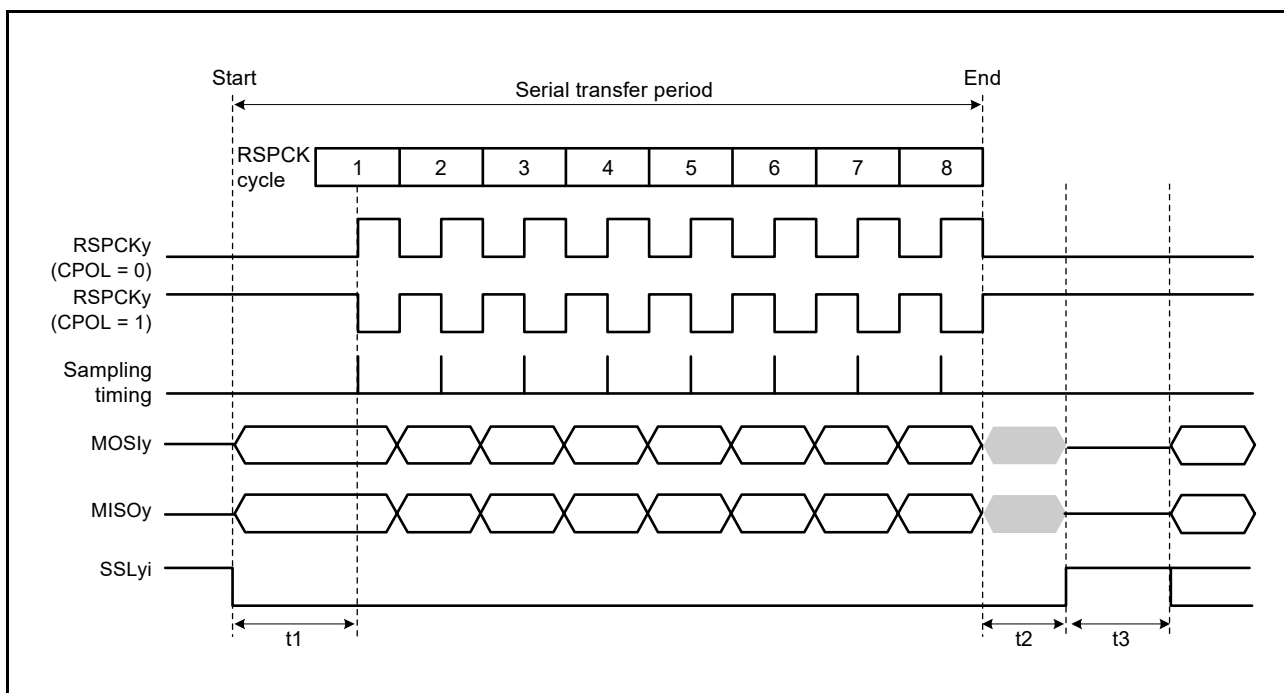 Start
End
Serial transfer period
RSPCK
cycle
1 2 3 4 5 6 7 8
RSPCKy
(CPOL = 0)
RSPCKy
(CPOL = 1)
Sampling
timing
MOSIy
MISOy
SSLyi
t1
t2
t3